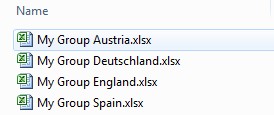 Name
My Group Austria.xlsx
My Group Deutschland.xlsx
My Group England.xlsx
My Group Spain.xlsx